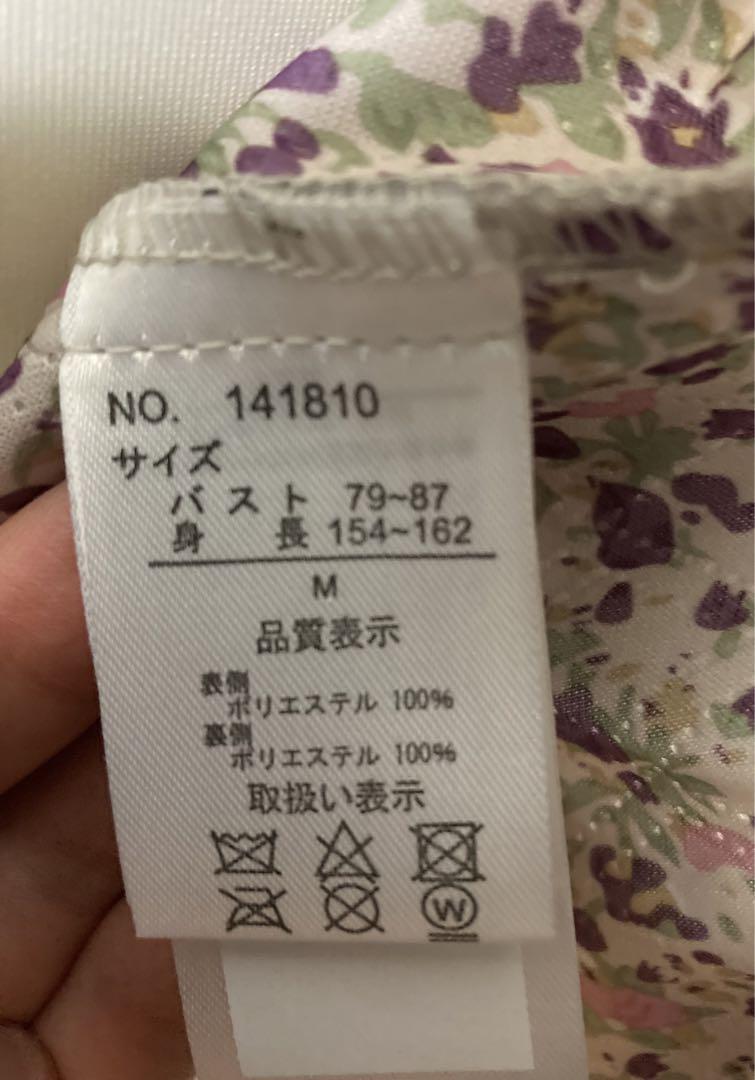 NO. 141810
サイズ
バスト 79~87
身 長 154~162
M
品質表示
表側
ポリエステル 100%
裏側
ポリエステル 100%
取扱い表示
W